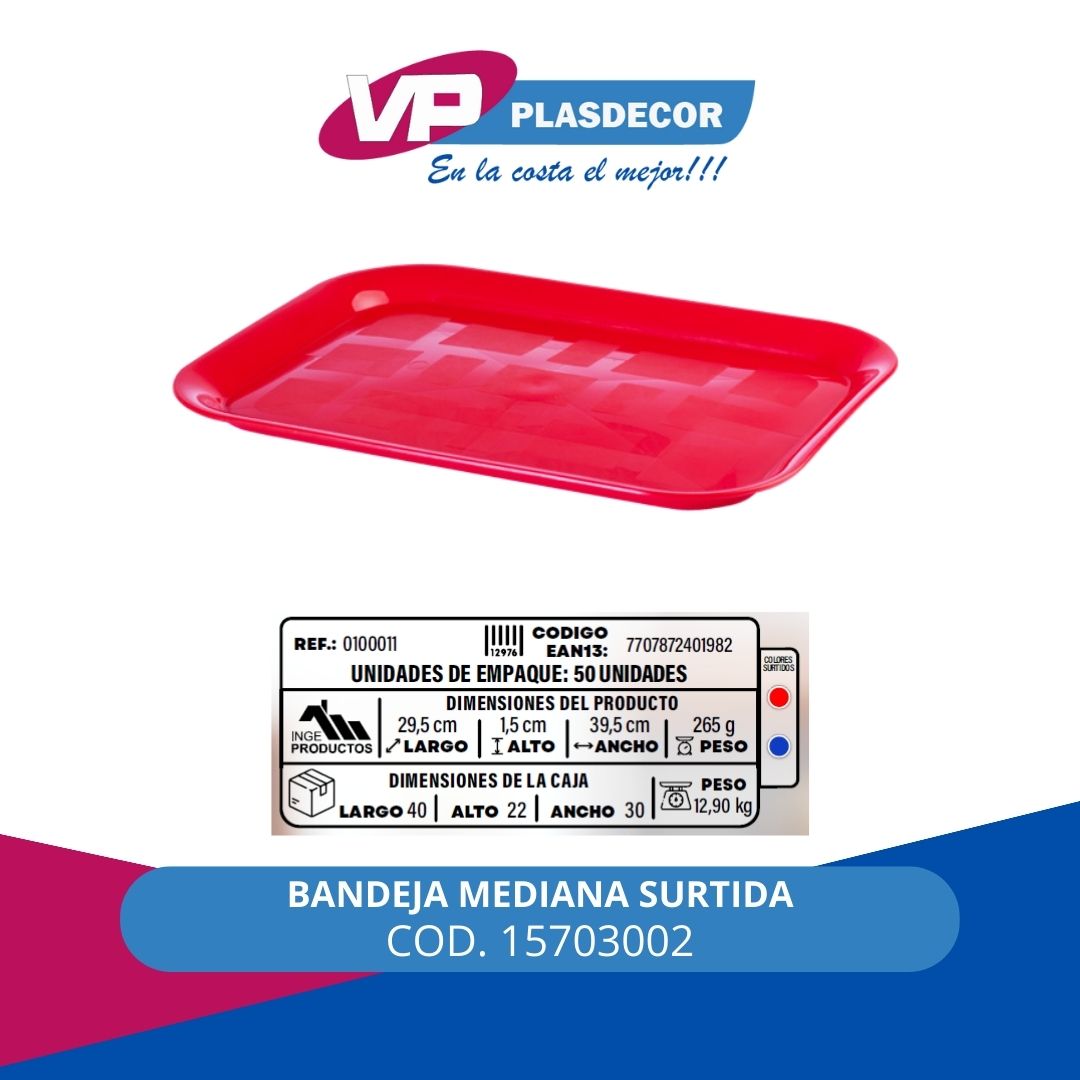 VP PLASDECOR
En la costa el mejor!!!
REF.: 0100011
12976
CODIGO
EAN13: 7707872401982
UNIDADES DE EMPAQUE: 50 UNIDADES
COLORES
SURTIDOS
INGE
PRODUCTOS
DIMENSIONES DEL PRODUCTO
29,5 cm 1,5 cm 39,5 cm 265 g
LARGO ALTO ANCHO PESO
DIMENSIONES DE LA CAJA
LARGO 40 ALTO 22 ANCHO 30
PESO
12,90 kg
BANDEJA MEDIANA SURTIDA
COD. 15703002